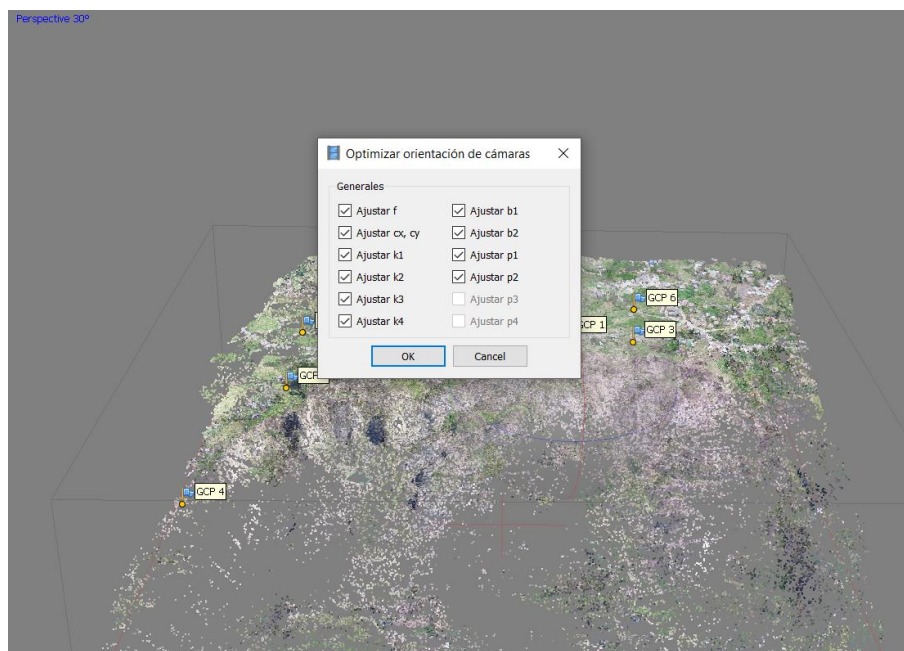 Perspective 30°
Optimizar orientación de cámaras
Generales
Ajustar f
Ajustar b1
Ajustar cx, cy
Ajustar b2
Ajustar k1
Ajustar p1
Ajustar k2
Ajustar p2
Ajustar k3
Ajustar p3
Ajustar k4
Ajustar p4
OK
Cancel
GCP 6
GCP 1
GCP 3
GCP
GCP 4